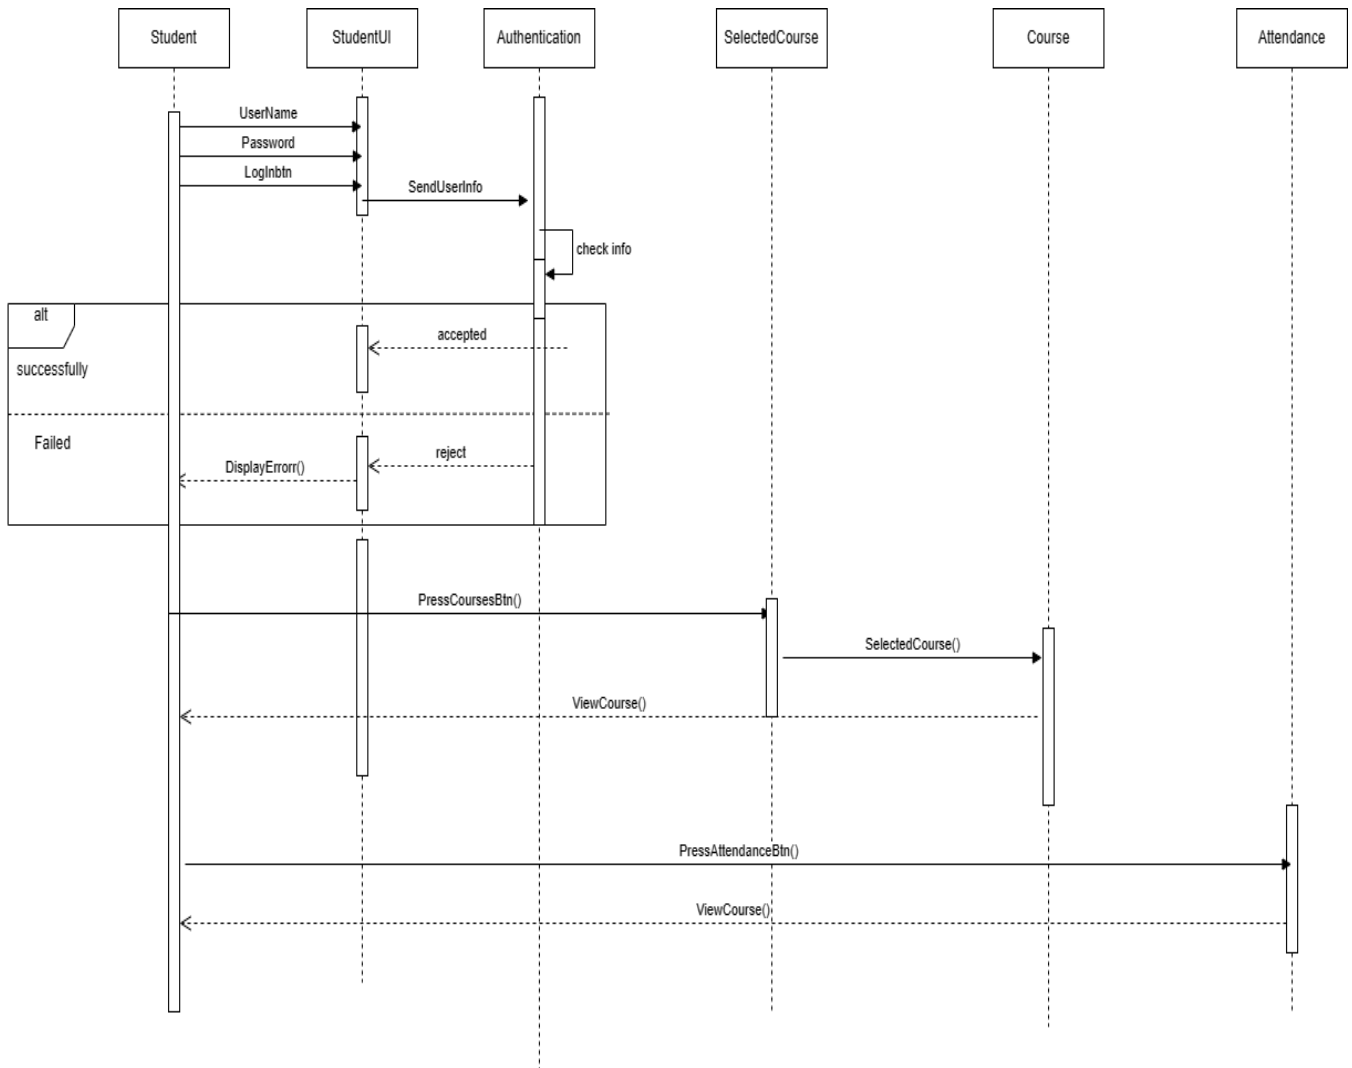 Student
StudentUI
Authentication
SelectedCourse
Course
Attendance
UserName
Password
LogInbtn
SendUserInfo
check info
alt
accepted
successfully
Failed
reject
DisplayErrorr()
PressCoursesBtn()
SelectedCourse()
ViewCourse()
PressAttendanceBtn()
ViewCourse()